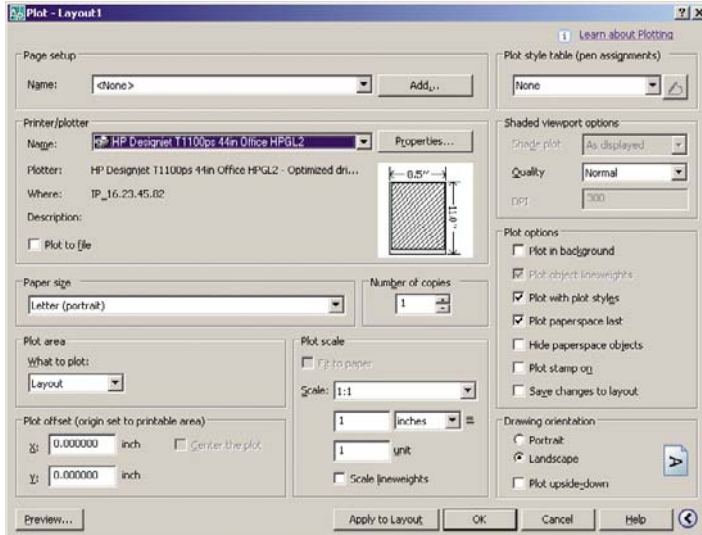 Plot - Layout1
Learn about Plotting
Page setup
Name: <None> Add...
Plot style table (pen assignments)
None
Printer/plotter
Name: HP Designjet T1100ps 44in Office HPGL2 Properties...
Plotter: HP Designjet T1100ps 44in Office HPGL2 - Optimized dri...
Where: IP_16.23.45.82
Description:
Plot to file
8.5"
11.0"
Shaded viewport options
Shade plot As displayed
Quality Normal
DPI 300
Paper size
Letter (portrait)
Number of copies
1
Plot area
What to plot:
Layout
Plot scale
Fit to paper
Scale: 1:1
1 inches =
1 unit
Scale lineweights
Plot offset (origin set to printable area)
X: 0.000000 inch Center the plot
Y: 0.000000 inch
Plot options
Plot in background
Plot object lineweights
Plot with plot styles
Plot paperspace last
Hide paperspace objects
Plot stamp on
Save changes to layout
Drawing orientation
Portrait
Landscape
Plot upside-down
A
Preview... Apply to Layout OK Cancel Help